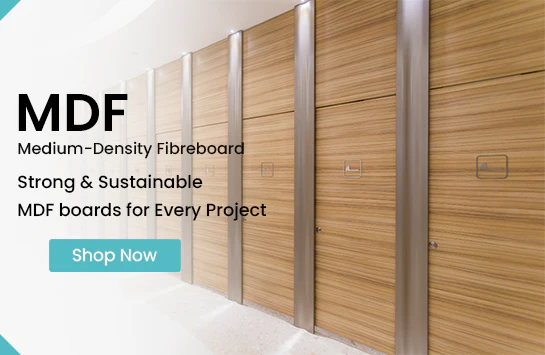 MDF
Medium-Density Fibreboard
Strong & Sustainable
MDF boards for Every Project
Shop Now